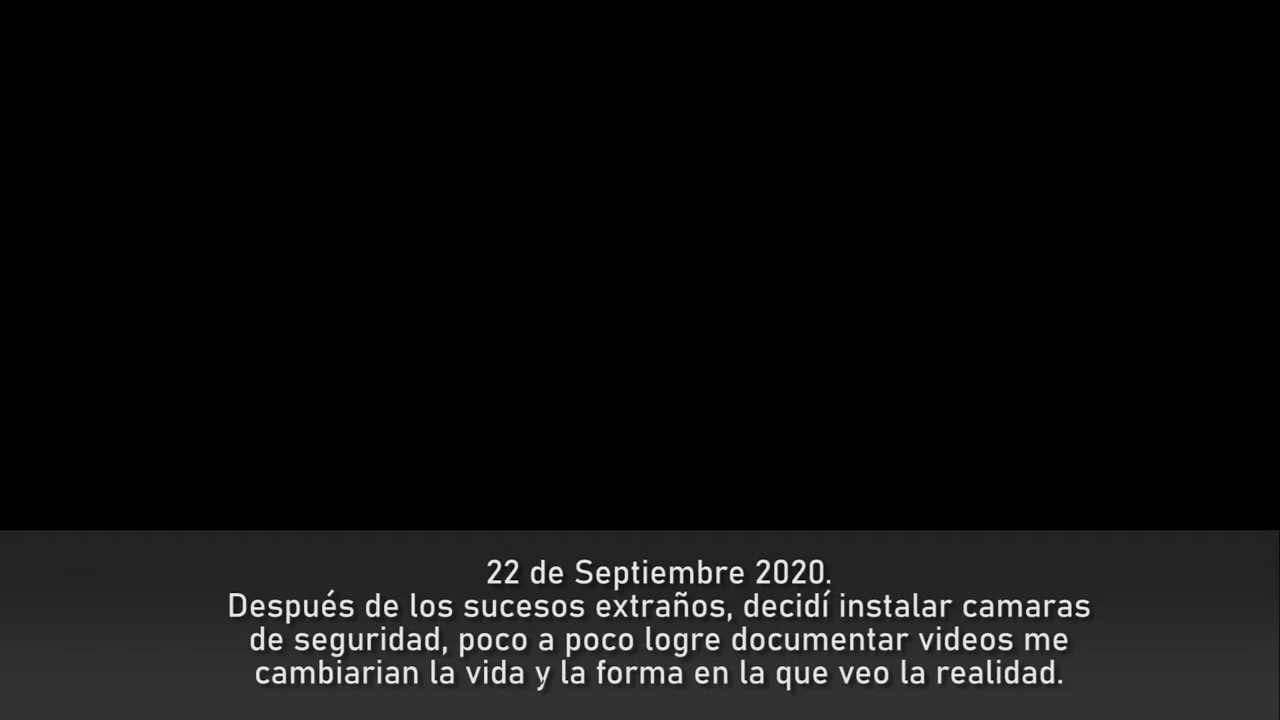 22 de Septiembre 2020.
Después de los sucesos extraños, decidí instalar camaras
de seguridad, poco a poco logre documentar videos me
cambiarian la vida y la forma en la que veo la realidad.